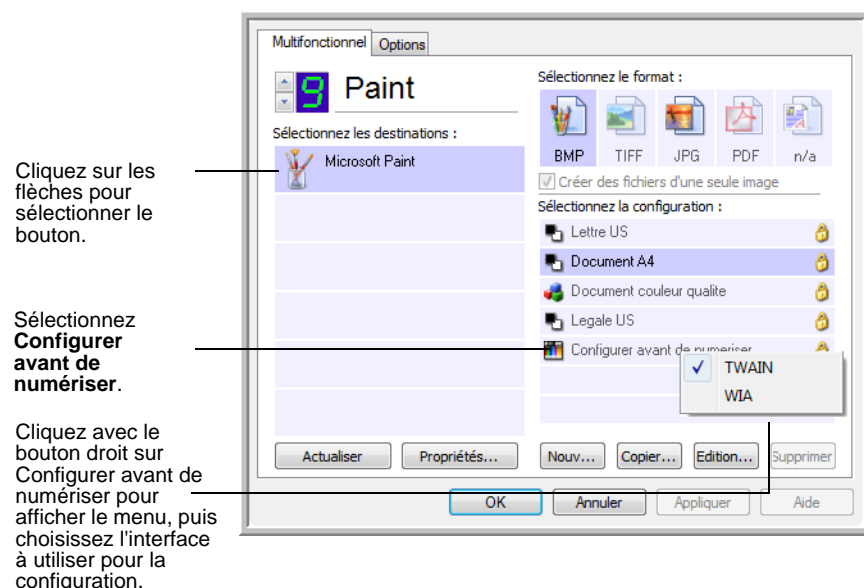 Multifonctionnel
Options
9
Paint
Sélectionnez les destinations :
Microsoft Paint
Sélectionnez le format :
BMP
TIFF
JPG
PDF
n/a
Créer des fichiers d'une seule image
Sélectionnez la configuration :
Lettre US
Document A4
Document couleur qualite
Legale US
Configurer avant de numeriser
TWAIN
WIA
Actualiser
Propriétés...
Nouv...
Copier...
Edition...
Supprimer
OK
Annuler
Appliquer
Aide
Cliquez sur les
flèches pour
sélectionner le
bouton.
Sélectionnez
Configurer
avant de
numériser.
Cliquez avec le
bouton droit sur
Configurer avant de
numériser pour
afficher le menu, puis
choisissez l'interface
à utiliser pour la
configuration.